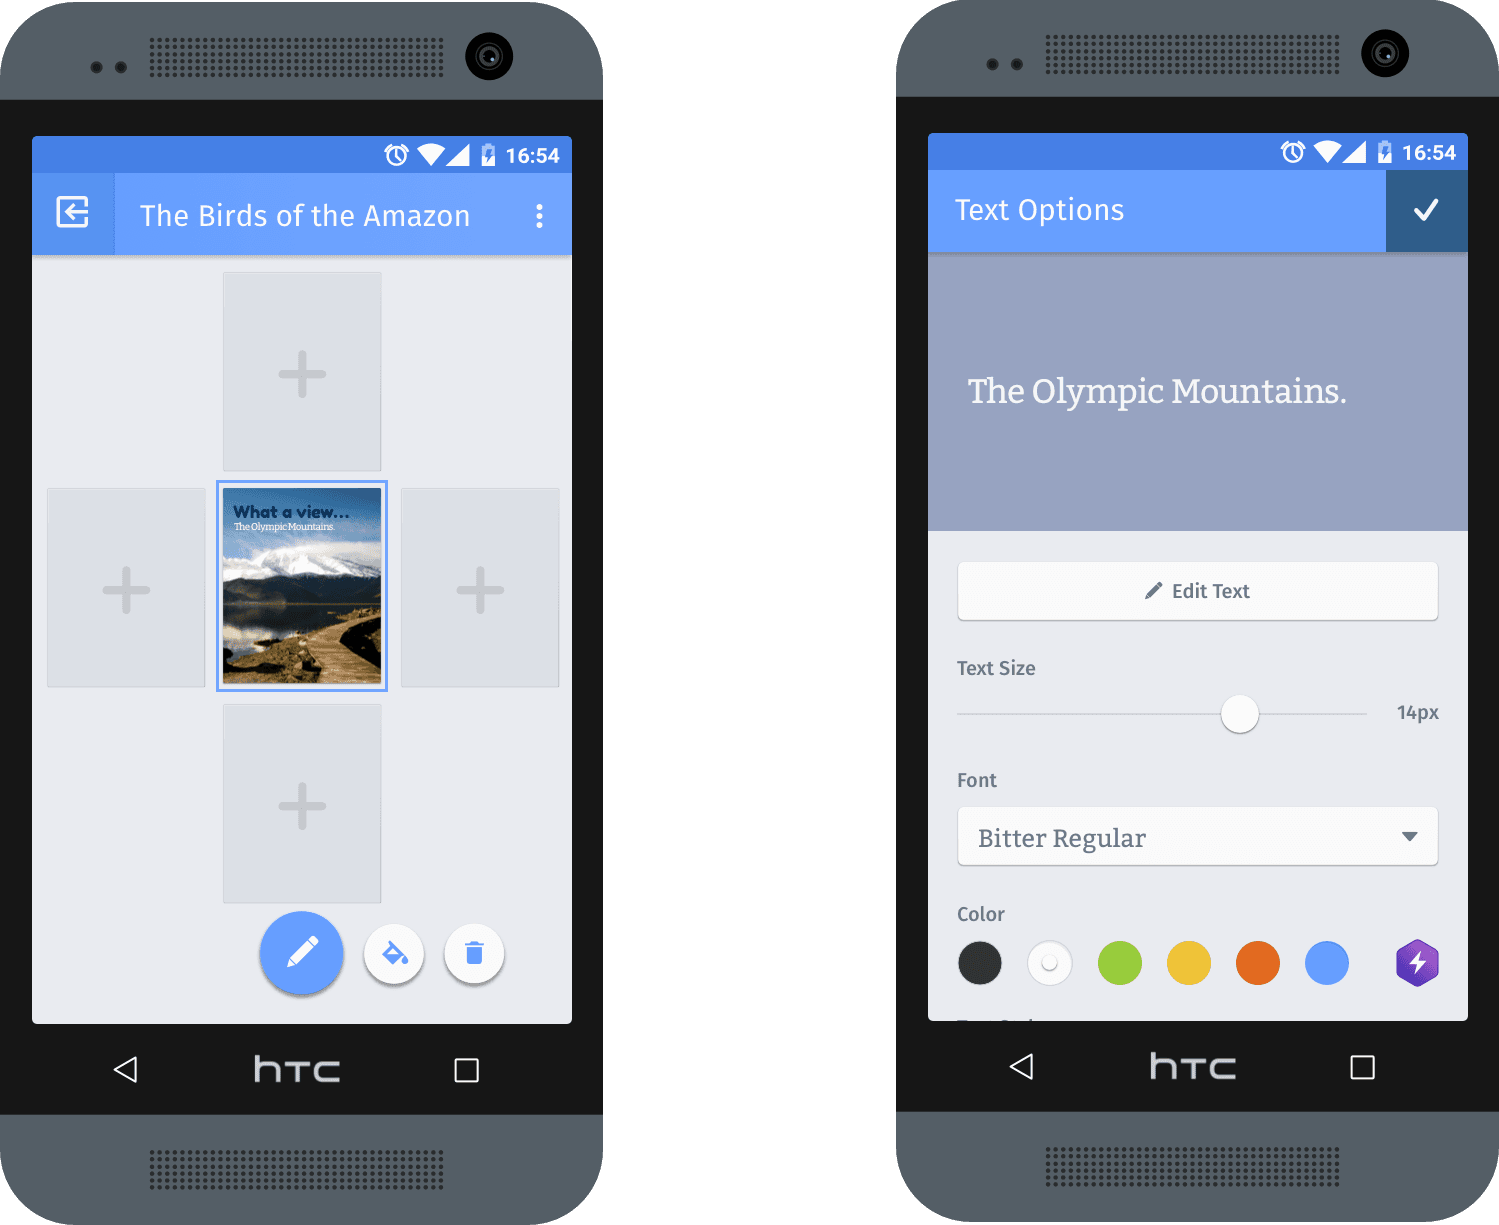 16:54
The Birds of the Amazon
What a view...
The Olympic Mountains.
htc
16:54
Text Options
The Olympic Mountains.
Edit Text
Text Size
14px
Font
Bitter Regular
Color
htc